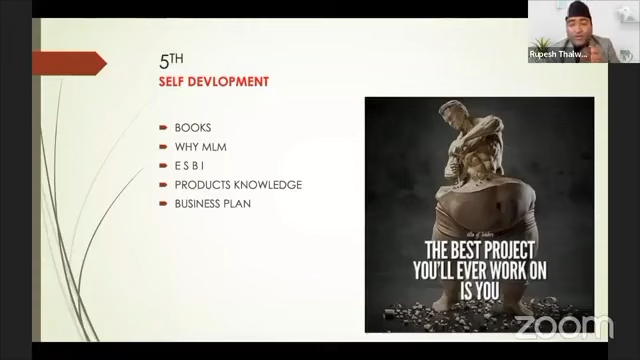 5TH
SELF DEVLOPMENT
BOOKS
WHY MLM
E S B I
PRODUCTS KNOWLEDGE
BUSINESS PLAN
THE BEST PROJECT
YOU'LL EVER WORK ON
IS YOU
Rupesh Thalw...
zoom